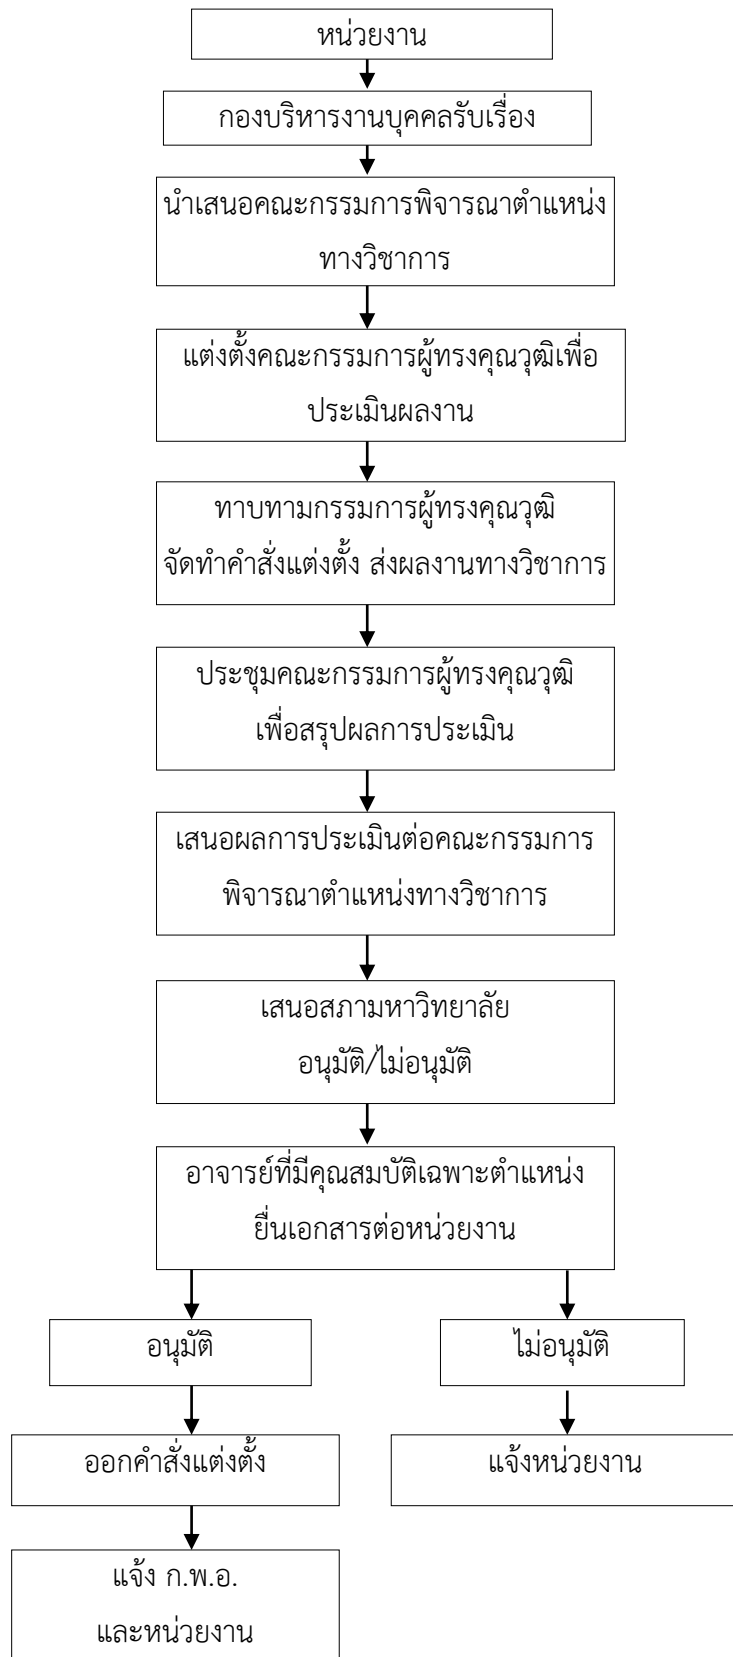 หน่วยงาน
กองบริหารงานบุคคลรับเรื่อง
นำเสนอคณะกรรมการพิจารณาตำแหน่ง
ทางวิชาการ
แต่งตั้งคณะกรรมการผู้ทรงคุณวุฒิเพื่อ
ประเมินผลงาน
ทาบทามกรรมการผู้ทรงคุณวุฒิ
จัดทำคำสั่งแต่งตั้ง ส่งผลงานทางวิชาการ
ประชุมคณะกรรมการผู้ทรงคุณวุฒิ
เพื่อสรุปผลการประเมิน
เสนอผลการประเมินต่อคณะกรรมการ
พิจารณาตำแหน่งทางวิชาการ
เสนอสภามหาวิทยาลัย
อนุมัติ/ไม่อนุมัติ
อาจารย์ที่มีคุณสมบัติเฉพาะตำแหน่ง
ยื่นเอกสารต่อหน่วยงาน
อนุมัติ
ไม่อนุมัติ
ออกคำสั่งแต่งตั้ง
แจ้งหน่วยงาน
แจ้ง ก.พ.อ.
และหน่วยงาน